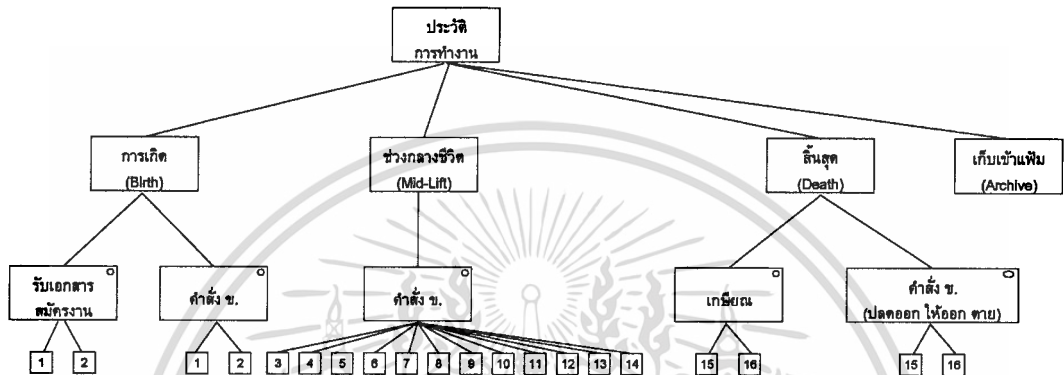 ประวัติ
การทำงาน
การเกิด
(Birth)
ช่วงกลางชีวิต
(Mid-Lift)
สิ้นสุด
(Death)
เก็บเข้าแฟ้ม
(Archive)
รับเอกสาร
สมัครงาน
คำสั่ง ข.
คำสั่ง ข.
เกษียณ
คำสั่ง ข.
(ปลดออก ให้ออก ตาย)
1 2 1 2 3 4 5 6 7 8 9 10 11 12 13 14 15 16 15 16